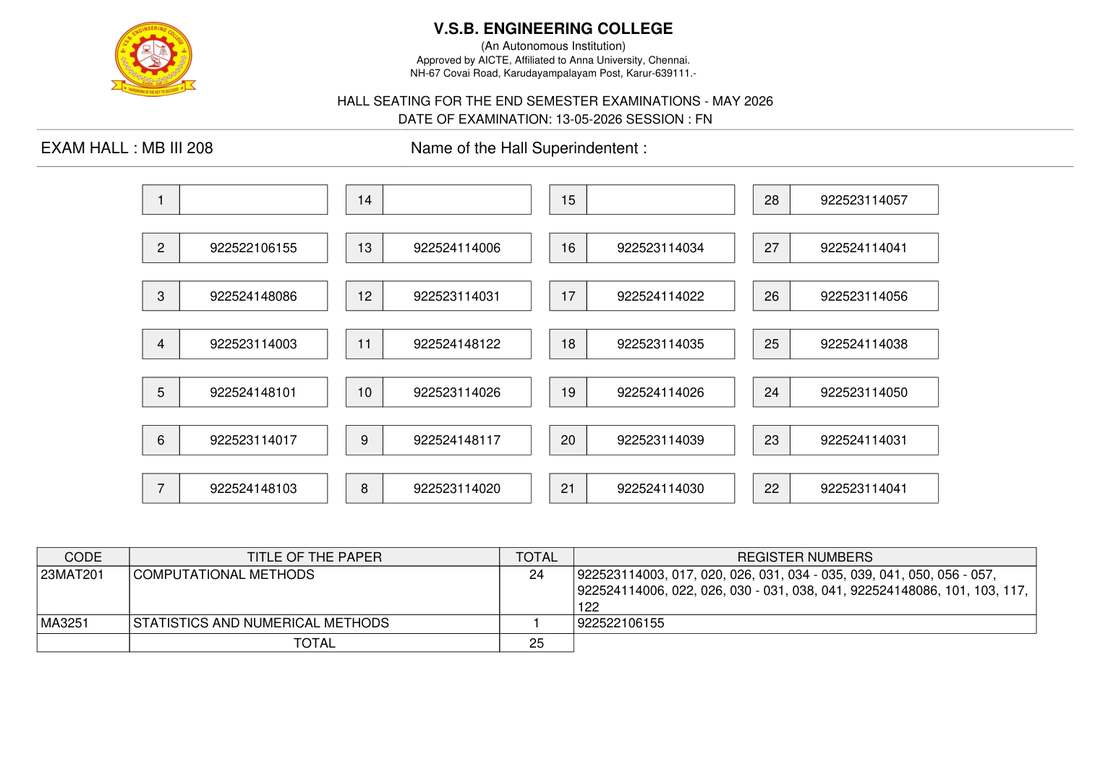 V.S.B. ENGINEERING COLLEGE
(An Autonomous Institution)
Approved by AICTE, Affiliated to Anna University, Chennai.
NH-67 Covai Road, Karudayampalayam Post, Karur-639111.-
HALL SEATING FOR THE END SEMESTER EXAMINATIONS - MAY 2026
DATE OF EXAMINATION: 13-05-2026 SESSION : FN
EXAM HALL : MB III 208 Name of the Hall Superindentent :
1 14 15 28 922523114057
2 922522106155 13 922524114006 16 922523114034 27 922524114041
3 922524148086 12 922523114031 17 922524114022 26 922523114056
4 922523114003 11 922524148122 18 922523114035 25 922524114038
5 922524148101 10 922523114026 19 922524114026 24 922523114050
6 922523114017 9 922524148117 20 922523114039 23 922524114031
7 922524148103 8 922523114020 21 922524114030 22 922523114041
CODE TITLE OF THE PAPER TOTAL REGISTER NUMBERS
23MAT201 COMPUTATIONAL METHODS 24 922523114003, 017, 020, 026, 031, 034 - 035, 039, 041, 050, 056 - 057,
922524114006, 022, 026, 030 - 031, 038, 041, 922524148086, 101, 103, 117,
122
MA3251 STATISTICS AND NUMERICAL METHODS 1 922522106155
TOTAL 25